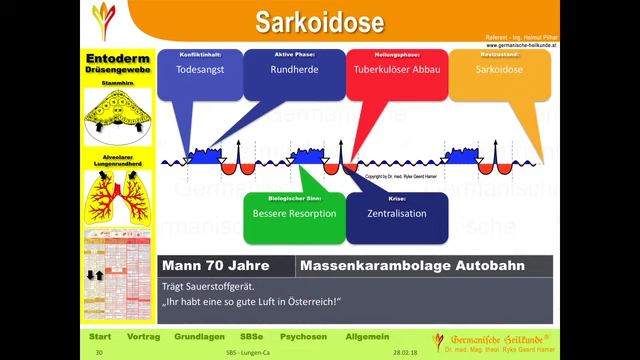 Sarkoidose
Referent - Ing. Helmut Pilhar
www.germanische-heilkunde.at
Entoderm
Drüsengewebe
Stammhirn
Alveolarer
Lungenrundherd
Konfliktinhalt:
Todesangst
Aktive Phase:
Rundherde
Heilungsphase:
Tuberkulöser Abbau
Restzustand:
Sarkoidose
Copyright by Dr. med. Ryke Geerd Hamer
Biologischer Sinn:
Bessere Resorption
Krise:
Zentralisation
Mann 70 Jahre
Massenkarambolage Autobahn
Trägt Sauerstoffgerät.
„Ihr habt eine so gute Luft in Österreich!“
Start Vortrag Grundlagen SBSe Psychosen Allgemein
30 SBS - Lungen-Ca 28.02.18
Germanische Heilkunde®
Dr. med. Mag. theol. Ryke Geerd Hamer